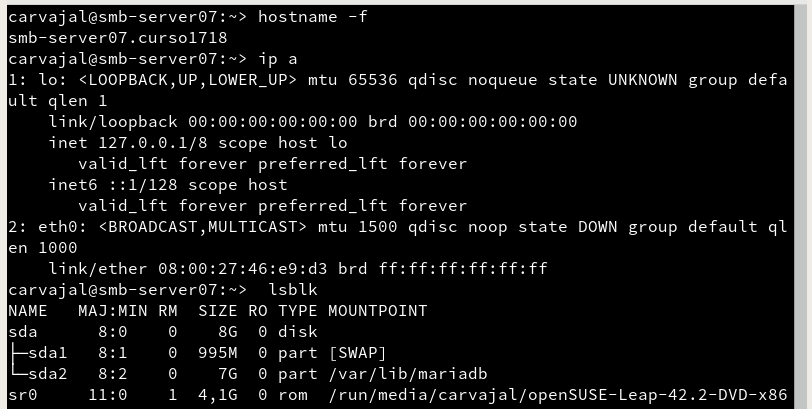 carvajal@smb-server07:~> hostname -f
smb-server07.curso1718
carvajal@smb-server07:~> ip a
1: lo: <LOOPBACK,UP,LOWER_UP> mtu 65536 qdisc noqueue state UNKNOWN group defa
ult qlen 1
    link/loopback 00:00:00:00:00:00 brd 00:00:00:00:00:00
    inet 127.0.0.1/8 scope host lo
       valid_lft forever preferred_lft forever
    inet6 ::1/128 scope host
       valid_lft forever preferred_lft forever
2: eth0: <BROADCAST,MULTICAST> mtu 1500 qdisc noop state DOWN group default ql
en 1000
    link/ether 08:00:27:46:e9:d3 brd ff:ff:ff:ff:ff:ff
carvajal@smb-server07:~>  lsblk
NAME   MAJ:MIN RM  SIZE RO TYPE MOUNTPOINT
sda      8:0    0    8G  0 disk
├─sda1   8:1    0  995M  0 part [SWAP]
└─sda2   8:2    0    7G  0 part /var/lib/mariadb
sr0     11:0    1  4,1G  0 rom  /run/media/carvajal/openSUSE-Leap-42.2-DVD-x86